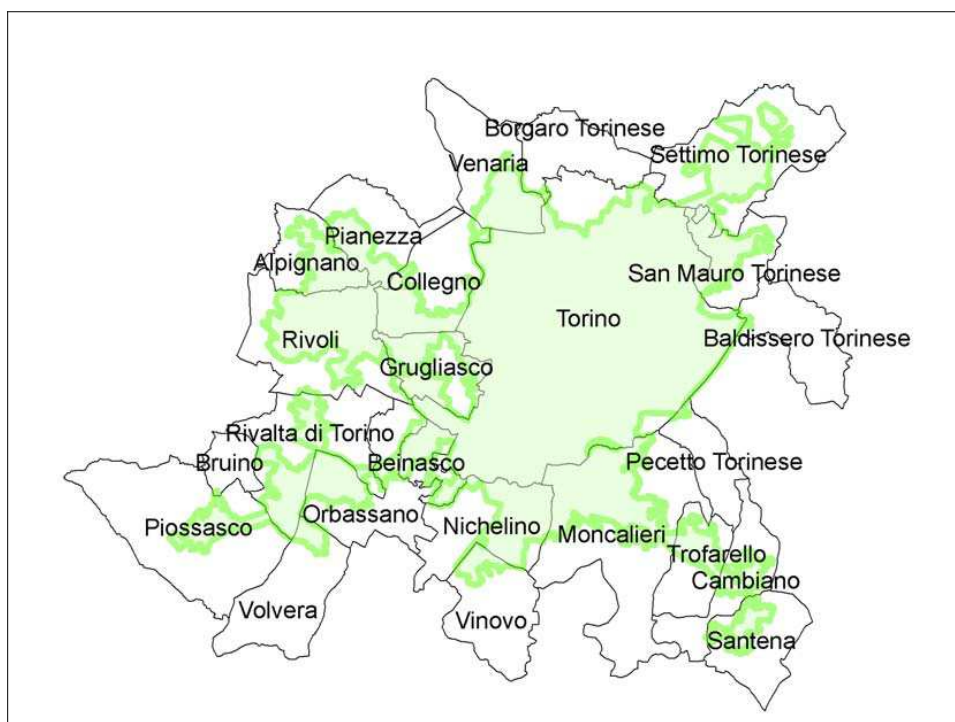 Borgaro Torinese
Settimo Torinese
Venaria
Pianezza
Alpignano
Collegno
San Mauro Torinese
Torino
Rivoli
Baldissero Torinese
Grugliasco
Rivalta di Torino
Bruino
Beinasco
Pecetto Torinese
Piossasco
Orbassano
Nichelino
Moncalieri
Trofarello
Cambiano
Volvera
Vinovo
Santena